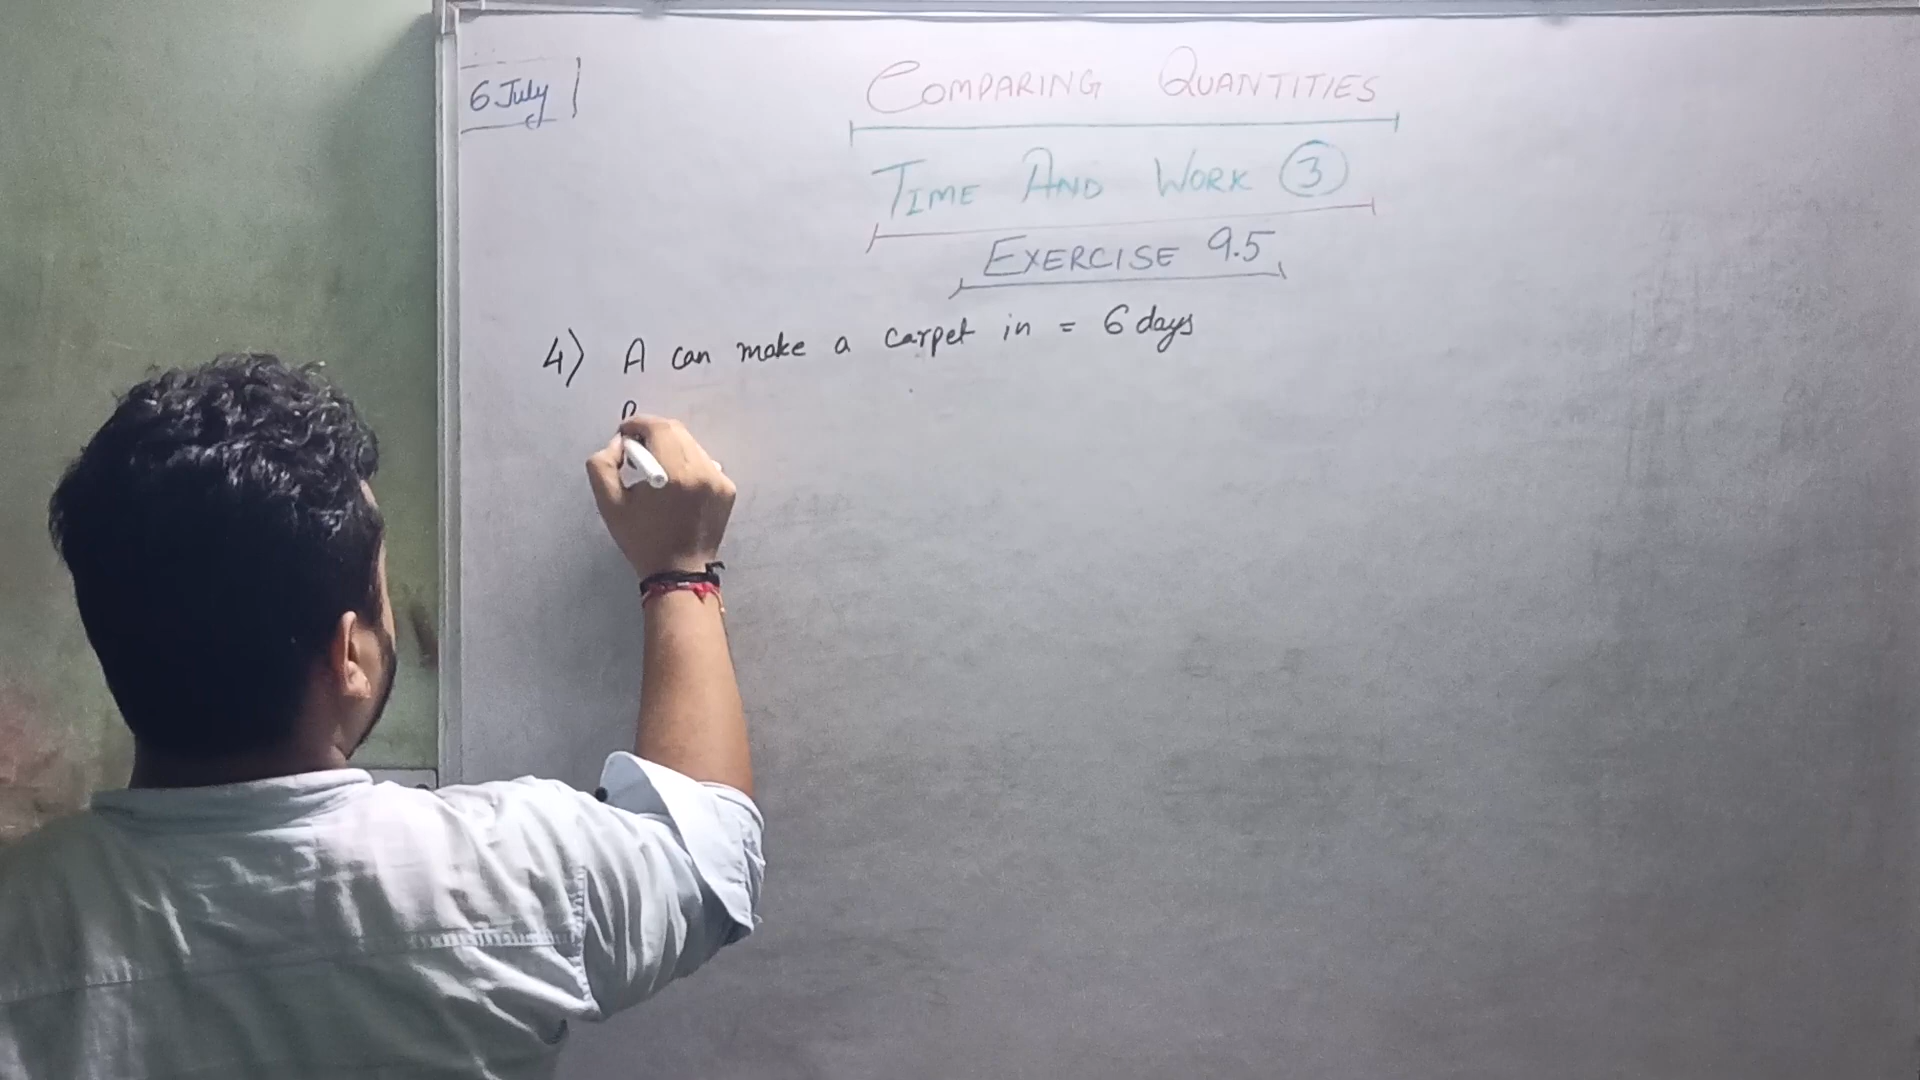 6 July
COMPARING QUANTITIES
TIME AND WORK 3
EXERCISE 9.5
4) A can make a carpet in = 6 days